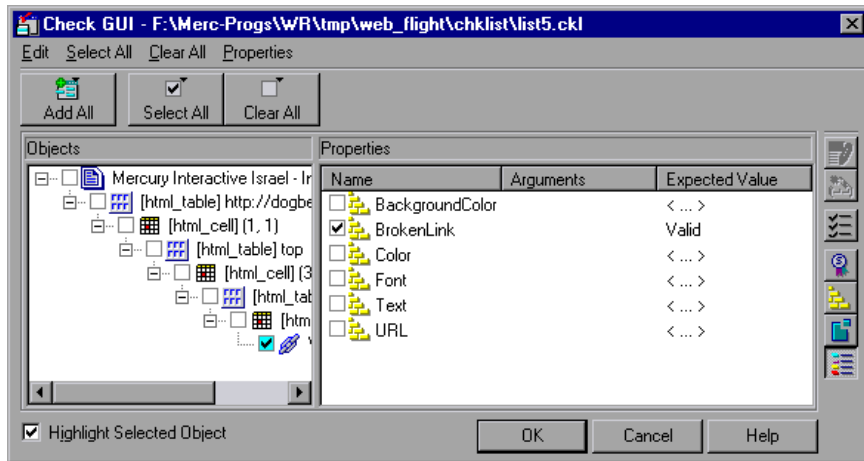 Check GUI - F:\Merc-Progs\WR\tmp\web_flight\chklist\list5.ckl
Edit Select All Clear All Properties
Add All Select All Clear All
Objects
Mercury Interactive Israel - Ir
[html_table] http://dogbe
[html_cell] (1, 1)
[html_table] top
[html_cell] (3
[html_tab
[htm
Properties
Name Arguments Expected Value
BackgroundColor < ... >
BrokenLink Valid
Color < ... >
Font < ... >
Text < ... >
URL < ... >
Highlight Selected Object
OK Cancel Help